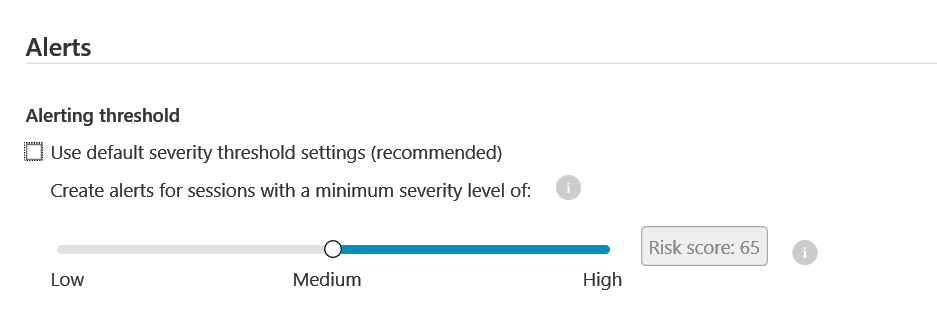 Alerts
Alerting threshold
Use default severity threshold settings (recommended)
Create alerts for sessions with a minimum severity level of: i
Risk score: 65 i
Low Medium High